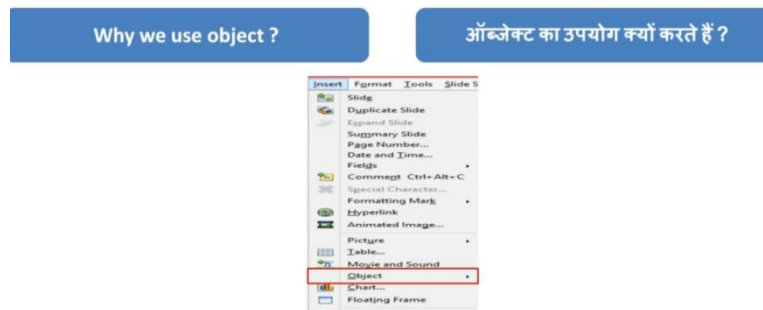 Why we use object ?
ऑब्जेक्ट का उपयोग क्यों करते हैं ?
Insert Format Tools Slide S
Slide
Duplicate Slide
Expand Slide
Summary Slide
Page Number...
Date and Time...
Fields
Comment Ctrl+Alt+C
Special Character...
Formatting Mark
Hyperlink
Animated Image...
Picture
Table...
Movie and Sound
Object
Chart...
Floating Frame